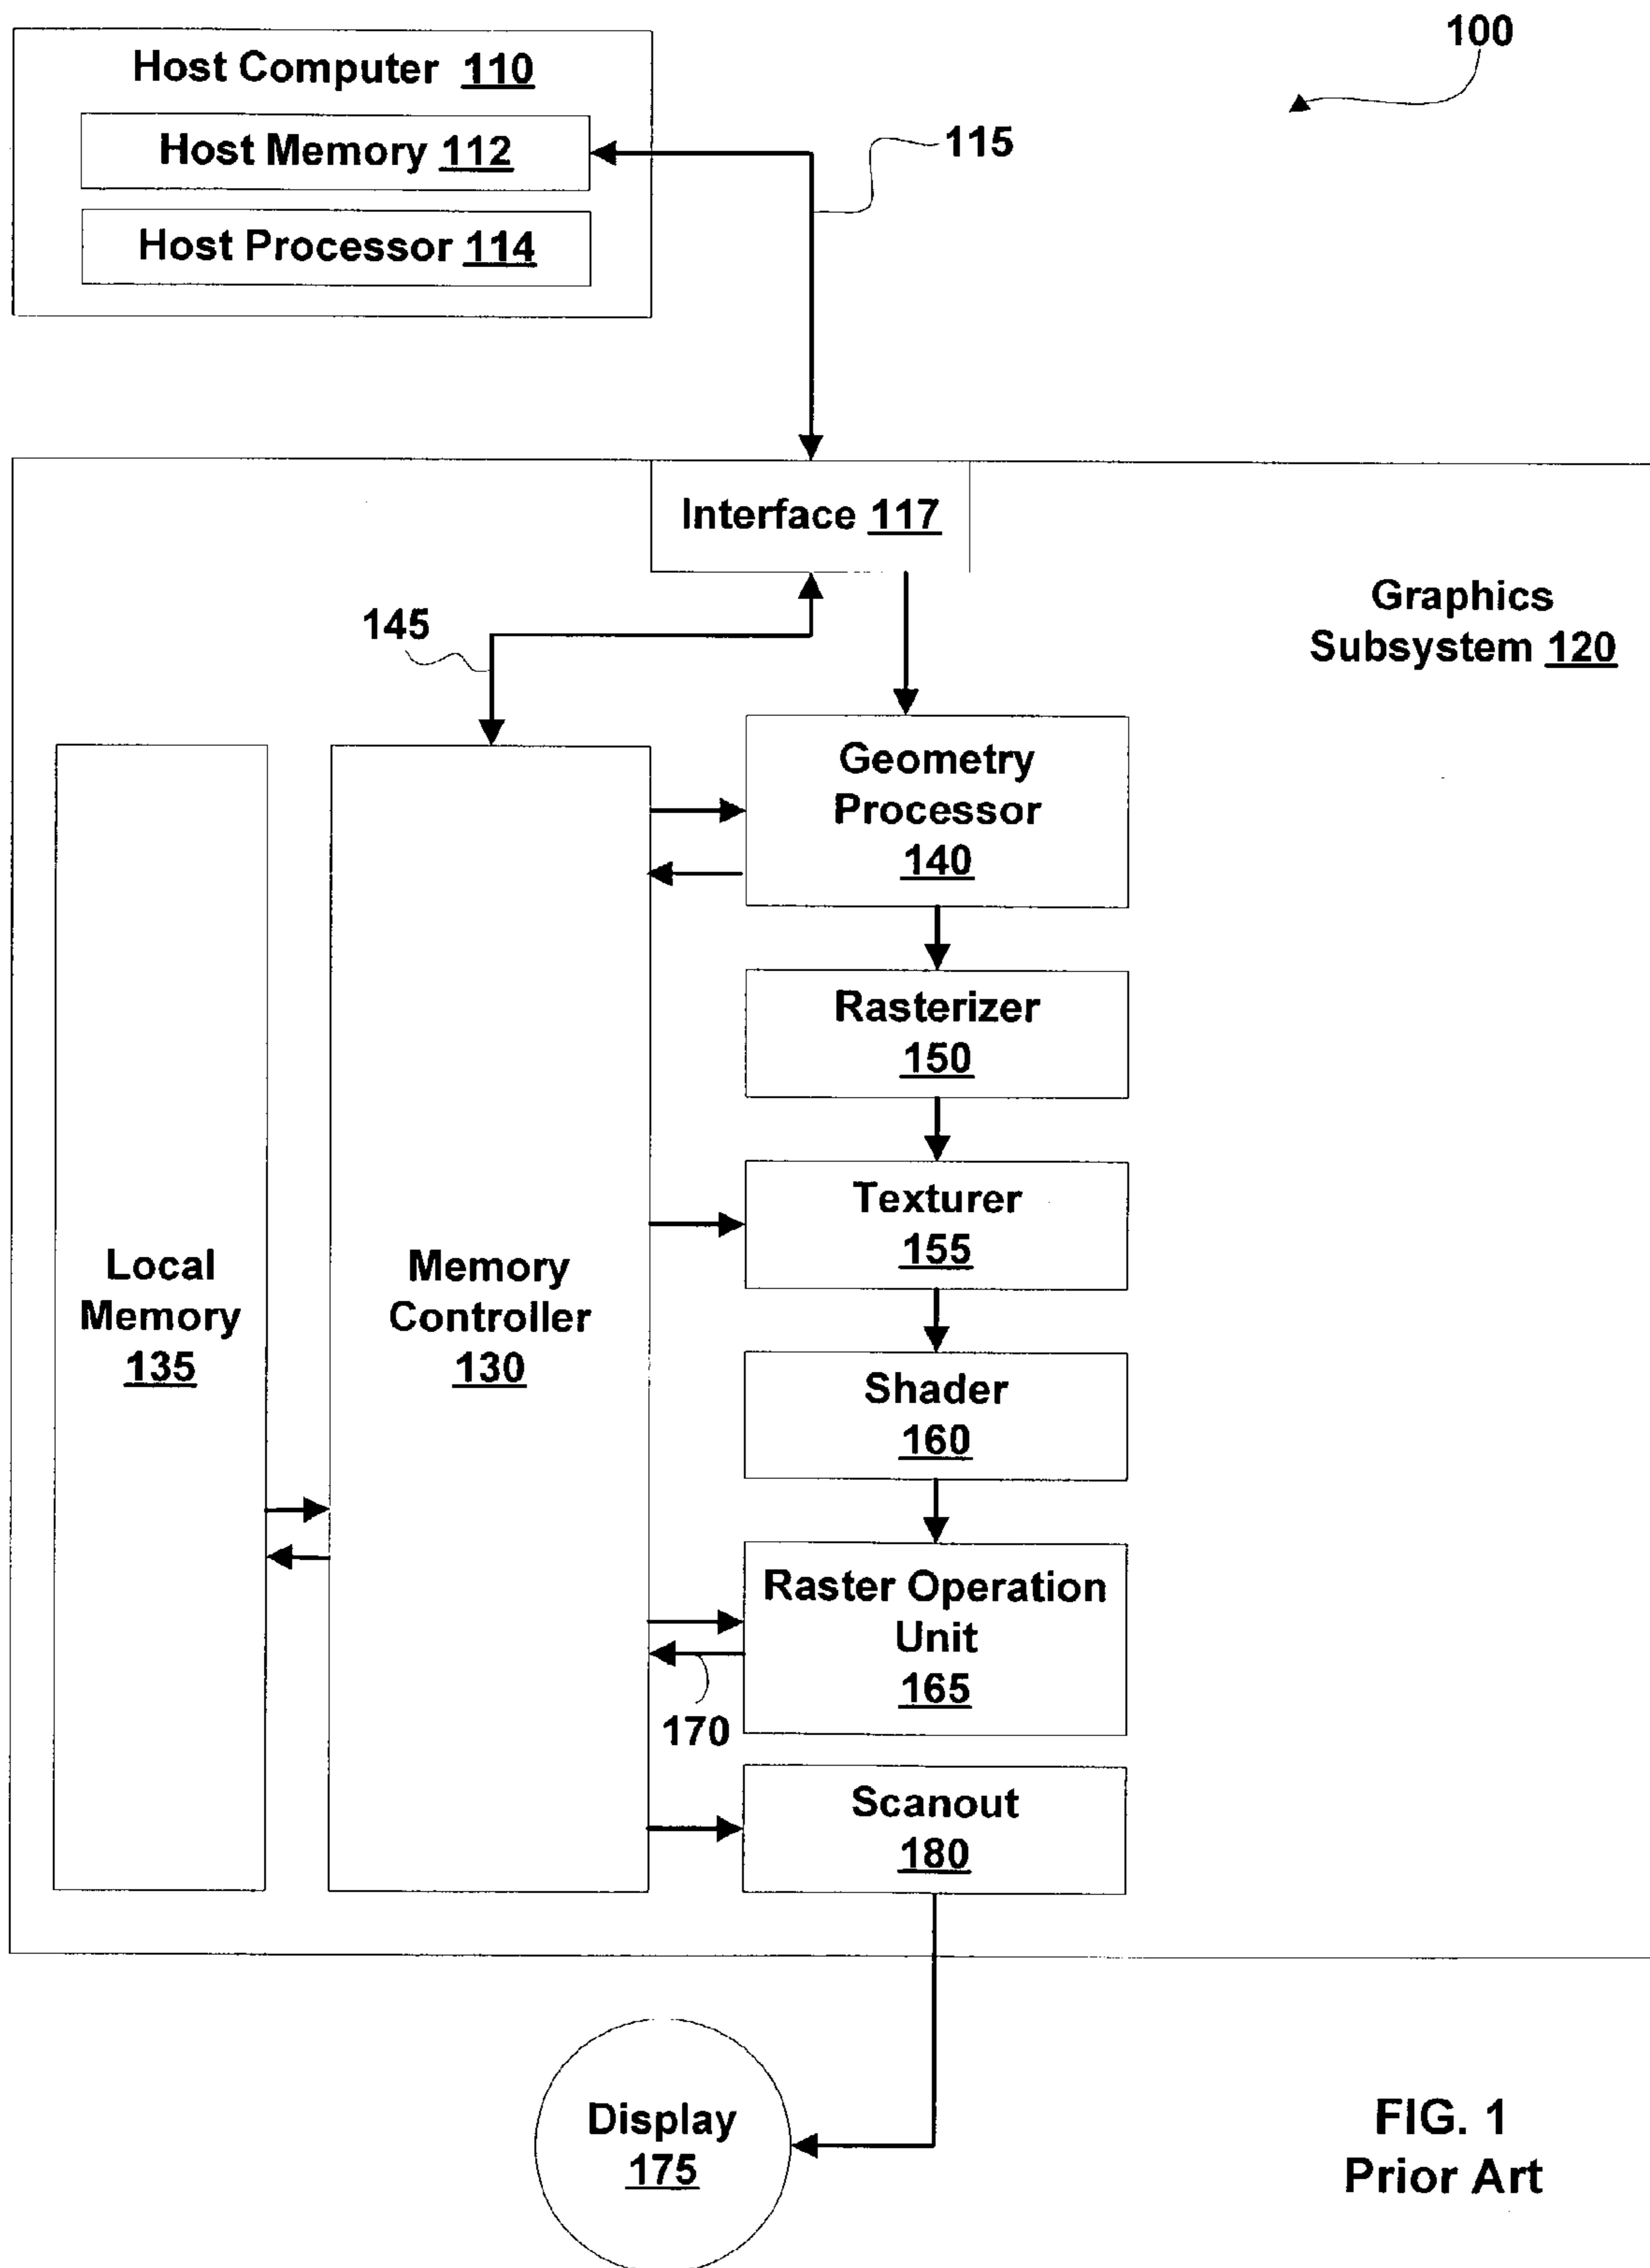 100
Host Computer 110
Host Memory 112
115
Host Processor 114
Interface 117
Graphics
Subsystem 120
145
Geometry
Processor
140
Rasterizer
150
Texturer
155
Local
Memory
135
Memory
Controller
130
Shader
160
Raster Operation
Unit
165
170
Scanout
180
Display
175
FIG. 1
Prior Art